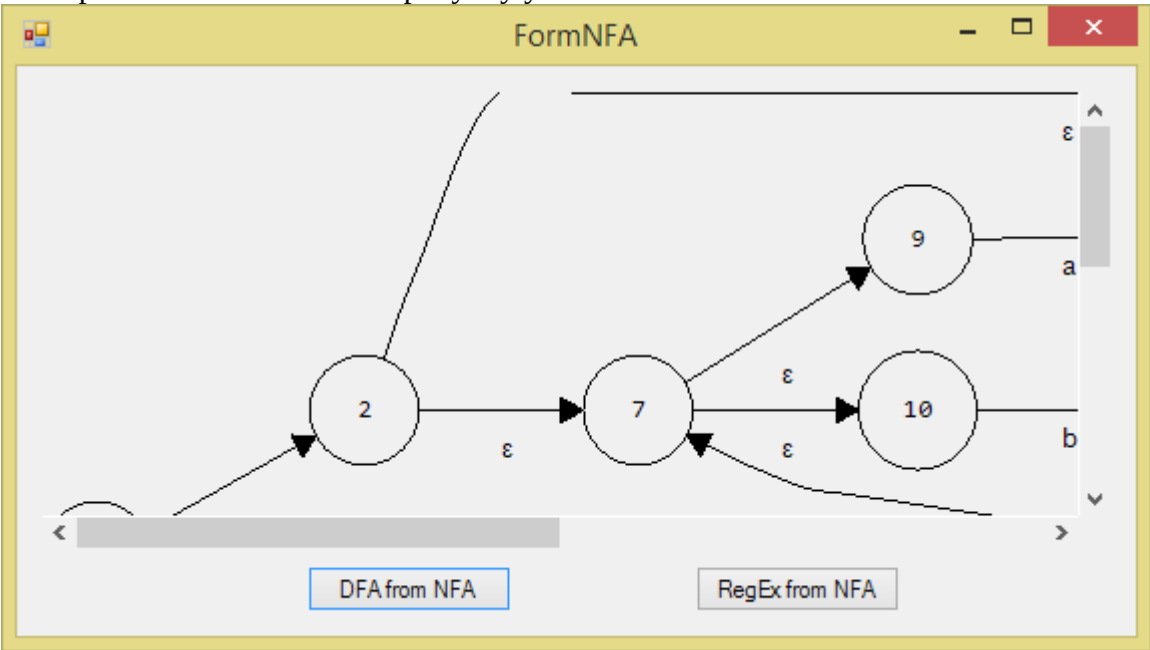 FormNFA
ε
9
a
ε
2
7
10
ε
ε
b
DFA from NFA
RegEx from NFA